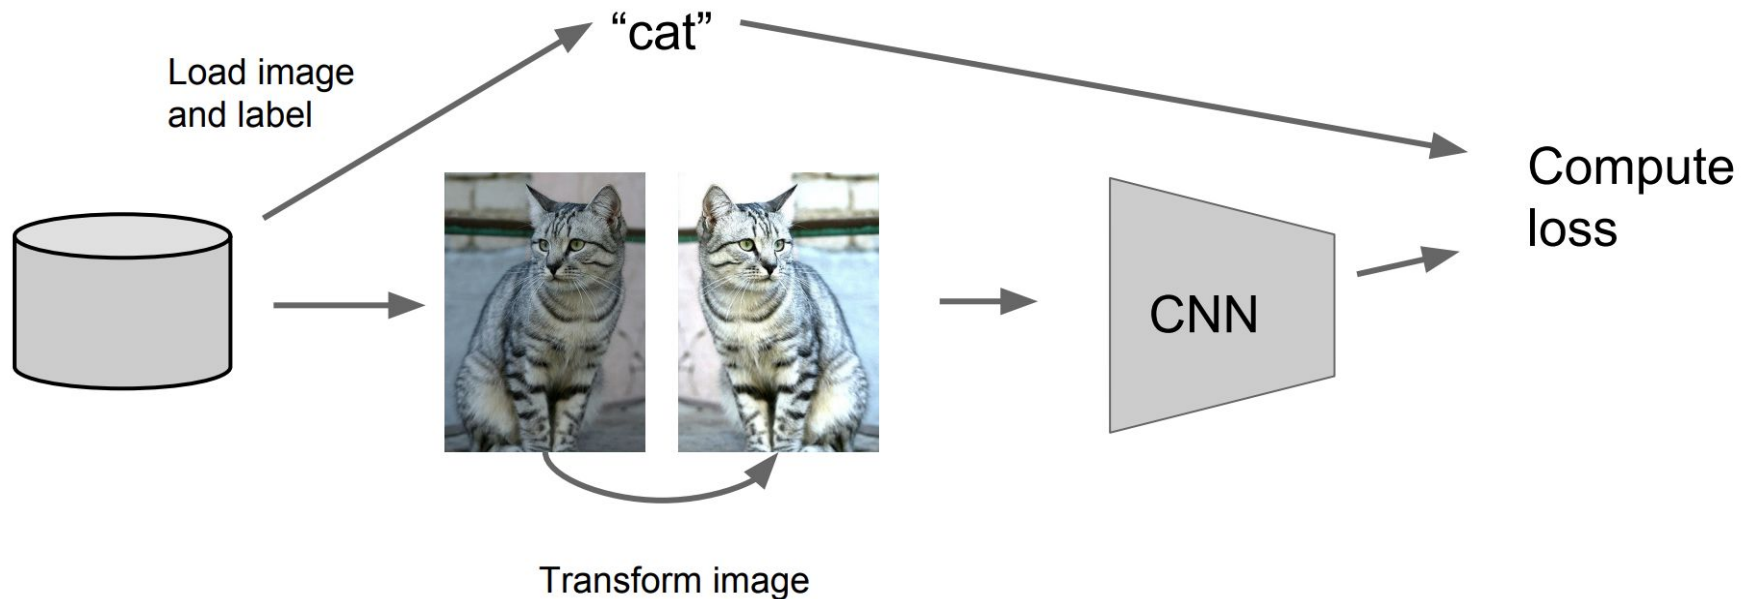 “cat”
Load image
and label
Compute
loss
CNN
Transform image